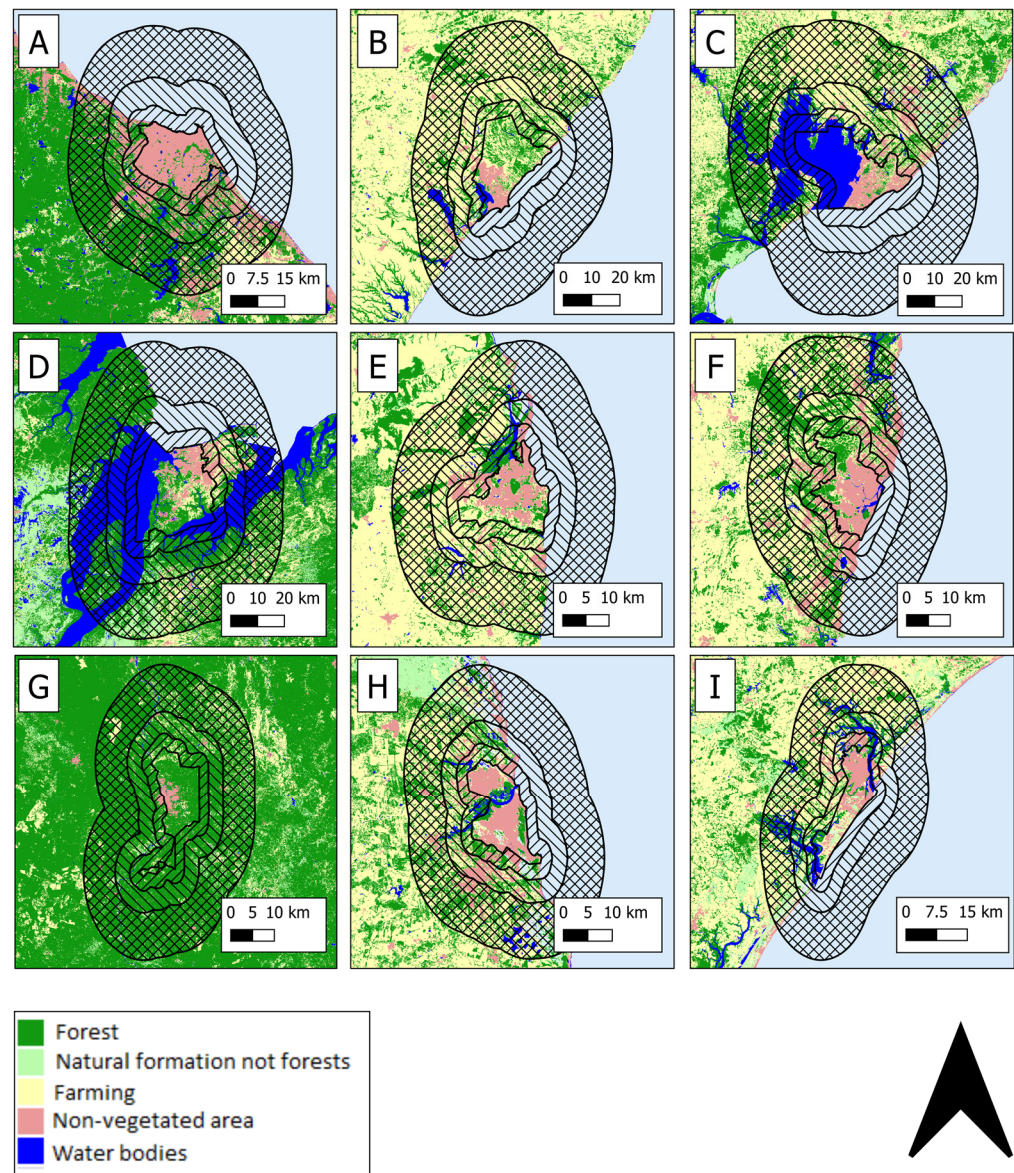 A
B
C
0 7.5 15 km
0 10 20 km
0 10 20 km
D
E
F
0 10 20 km
0 5 10 km
0 5 10 km
G
H
I
0 5 10 km
0 5 10 km
0 7.5 15 km
Forest
Natural formation not forests
Farming
Non-vegetated area
Water bodies